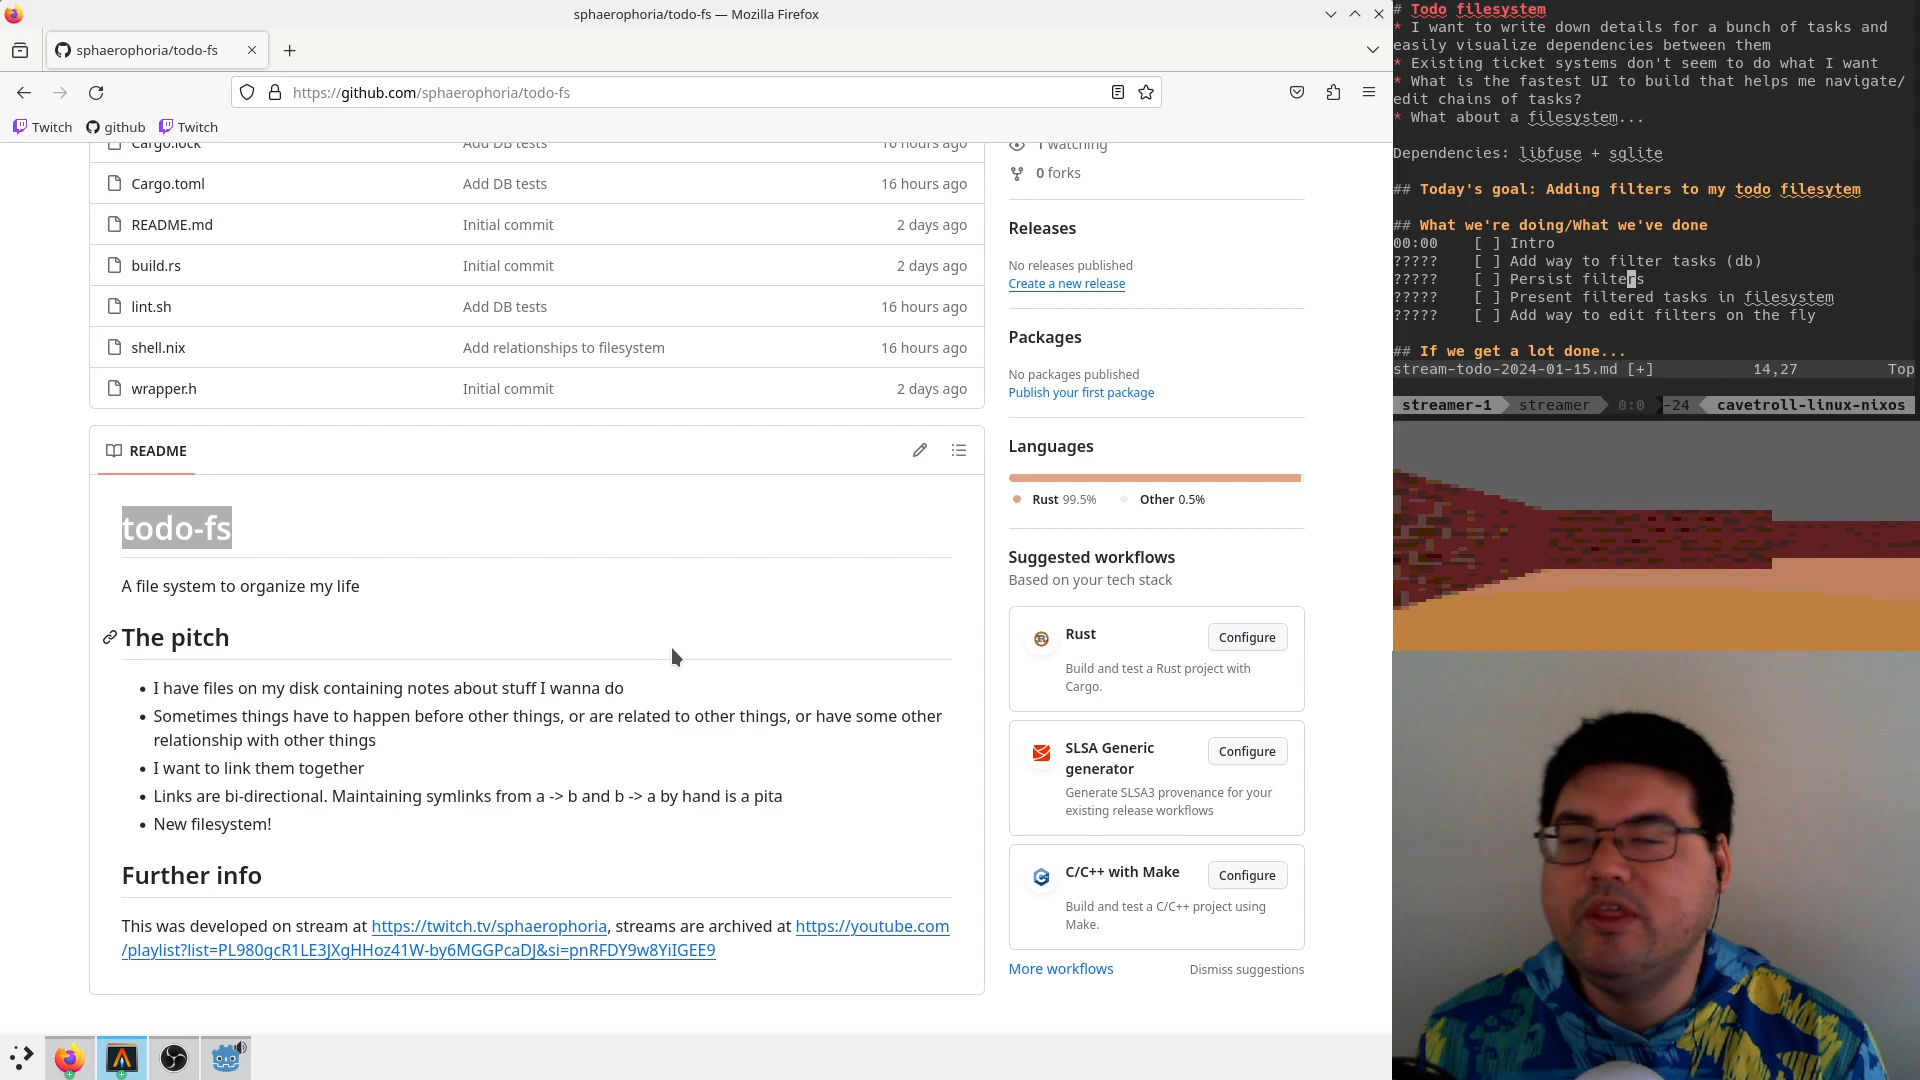 sphaerophoria/todo-fs — Mozilla Firefox
sphaerophoria/todo-fs
https://github.com/sphaerophoria/todo-fs
Twitch
github
Twitch
Cargo.lock Add DB tests 16 hours ago
Cargo.toml Add DB tests 16 hours ago
README.md Initial commit 2 days ago
build.rs Initial commit 2 days ago
lint.sh Add DB tests 16 hours ago
shell.nix Add relationships to filesystem 16 hours ago
wrapper.h Initial commit 2 days ago
README
todo-fs
A file system to organize my life
The pitch
I have files on my disk containing notes about stuff I wanna do
Sometimes things have to happen before other things, or are related to other things, or have some other
relationship with other things
I want to link them together
Links are bi-directional. Maintaining symlinks from a -> b and b -> a by hand is a pita
New filesystem!
Further info
This was developed on stream at https://twitch.tv/sphaerophoria, streams are archived at https://youtube.com
/playlist?list=PL980gcR1LE3JXgHHoz41W-by6MGGPcaDJ&si=pnRFDY9w8YiIGEE9
1 watching
0 forks
Releases
No releases published
Create a new release
Packages
No packages published
Publish your first package
Languages
Rust 99.5% Other 0.5%
Suggested workflows
Based on your tech stack
Rust
Configure
Build and test a Rust project with
Cargo.
SLSA Generic
generator
Configure
Generate SLSA3 provenance for your
existing release workflows
C/C++ with Make
Configure
Build and test a C/C++ project using
Make.
More workflows
Dismiss suggestions
# Todo filesystem
* I want to write down details for a bunch of tasks and
easily visualize dependencies between them
* Existing ticket systems don't seem to do what I want
* What is the fastest UI to build that helps me navigate/
edit chains of tasks?
* What about a filesystem...
Dependencies: libfuse + sqlite
## Today's goal: Adding filters to my todo filesytem
## What we're doing/What we've done
00:00 [ ] Intro
????? [ ] Add way to filter tasks (db)
????? [ ] Persist filters
????? [ ] Present filtered tasks in filesystem
????? [ ] Add way to edit filters on the fly
## If we get a lot done...
stream-todo-2024-01-15.md [+] 14,27 Top
streamer-1 streamer 0:0 -24 cavetroll-linux-nixos